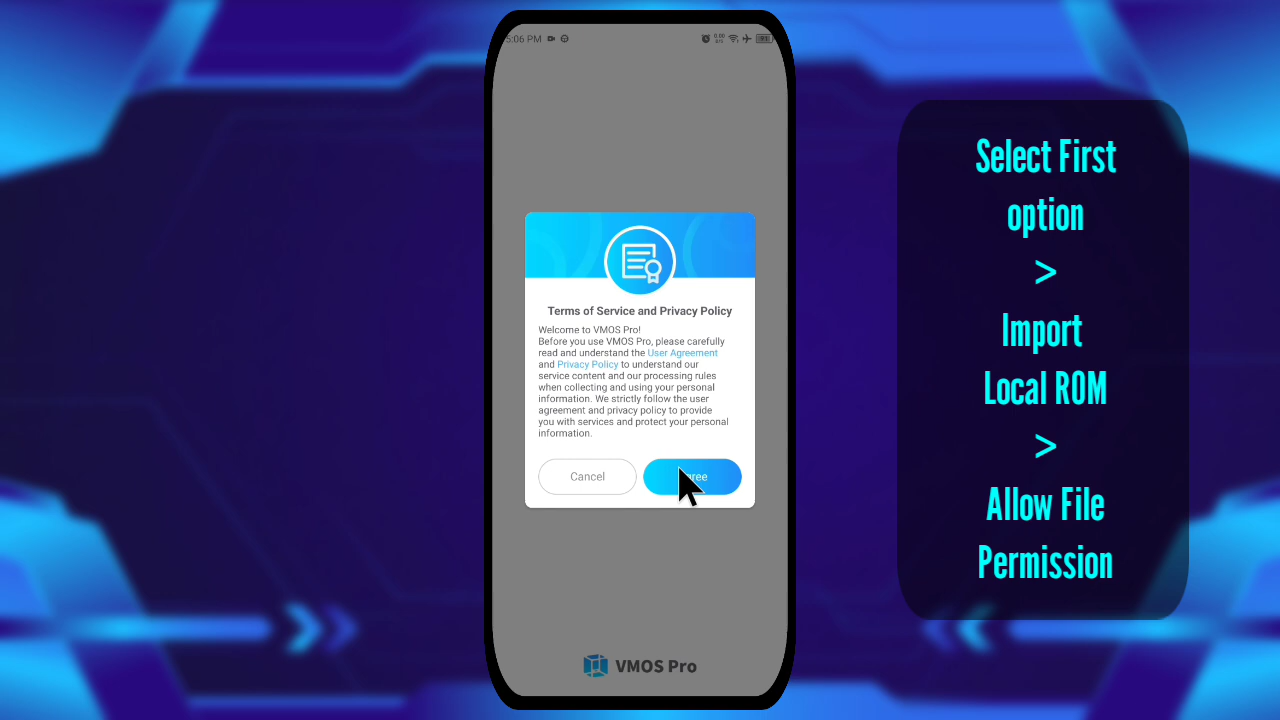 5:06 PM
0.00
Terms of Service and Privacy Policy
Welcome to VMOS Pro!
Before you use VMOS Pro, please carefully
read and understand the User Agreement
and Privacy Policy to understand our
service content and our processing rules
when collecting and using your personal
information. We strictly follow the user
agreement and privacy policy to provide
you with services and protect your personal
information.
Cancel
ree
VMOS Pro
Select First
option
>
Import
Local ROM
>
Allow File
Permission